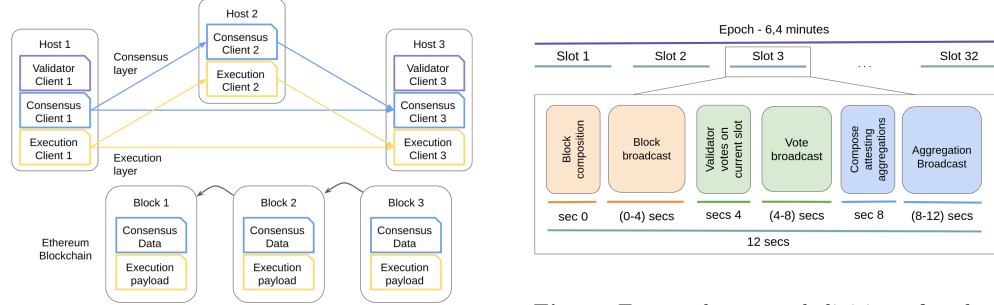 Host 1
Validator
Client 1
Consensus
Client 1
Execution
Client 1
Consensus
layer
Execution
layer
Host 2
Consensus
Client 2
Execution
Client 2
Host 3
Validator
Client 3
Consensus
Client 3
Execution
Client 3
Ethereum
Blockchain
Block 1
Consensus
Data
Execution
payload
Block 2
Consensus
Data
Execution
payload
Block 3
Consensus
Data
Execution
payload
Epoch - 6,4 minutes
Slot 1
Slot 2
Slot 3
. . .
Slot 32
Block
composition
Block
broadcast
Validator
votes on
current slot
Vote
broadcast
Compose
attesting
aggregations
Aggregation
Broadcast
sec 0
(0-4) secs
secs 4
(4-8) secs
sec 8
(8-12) secs
12 secs